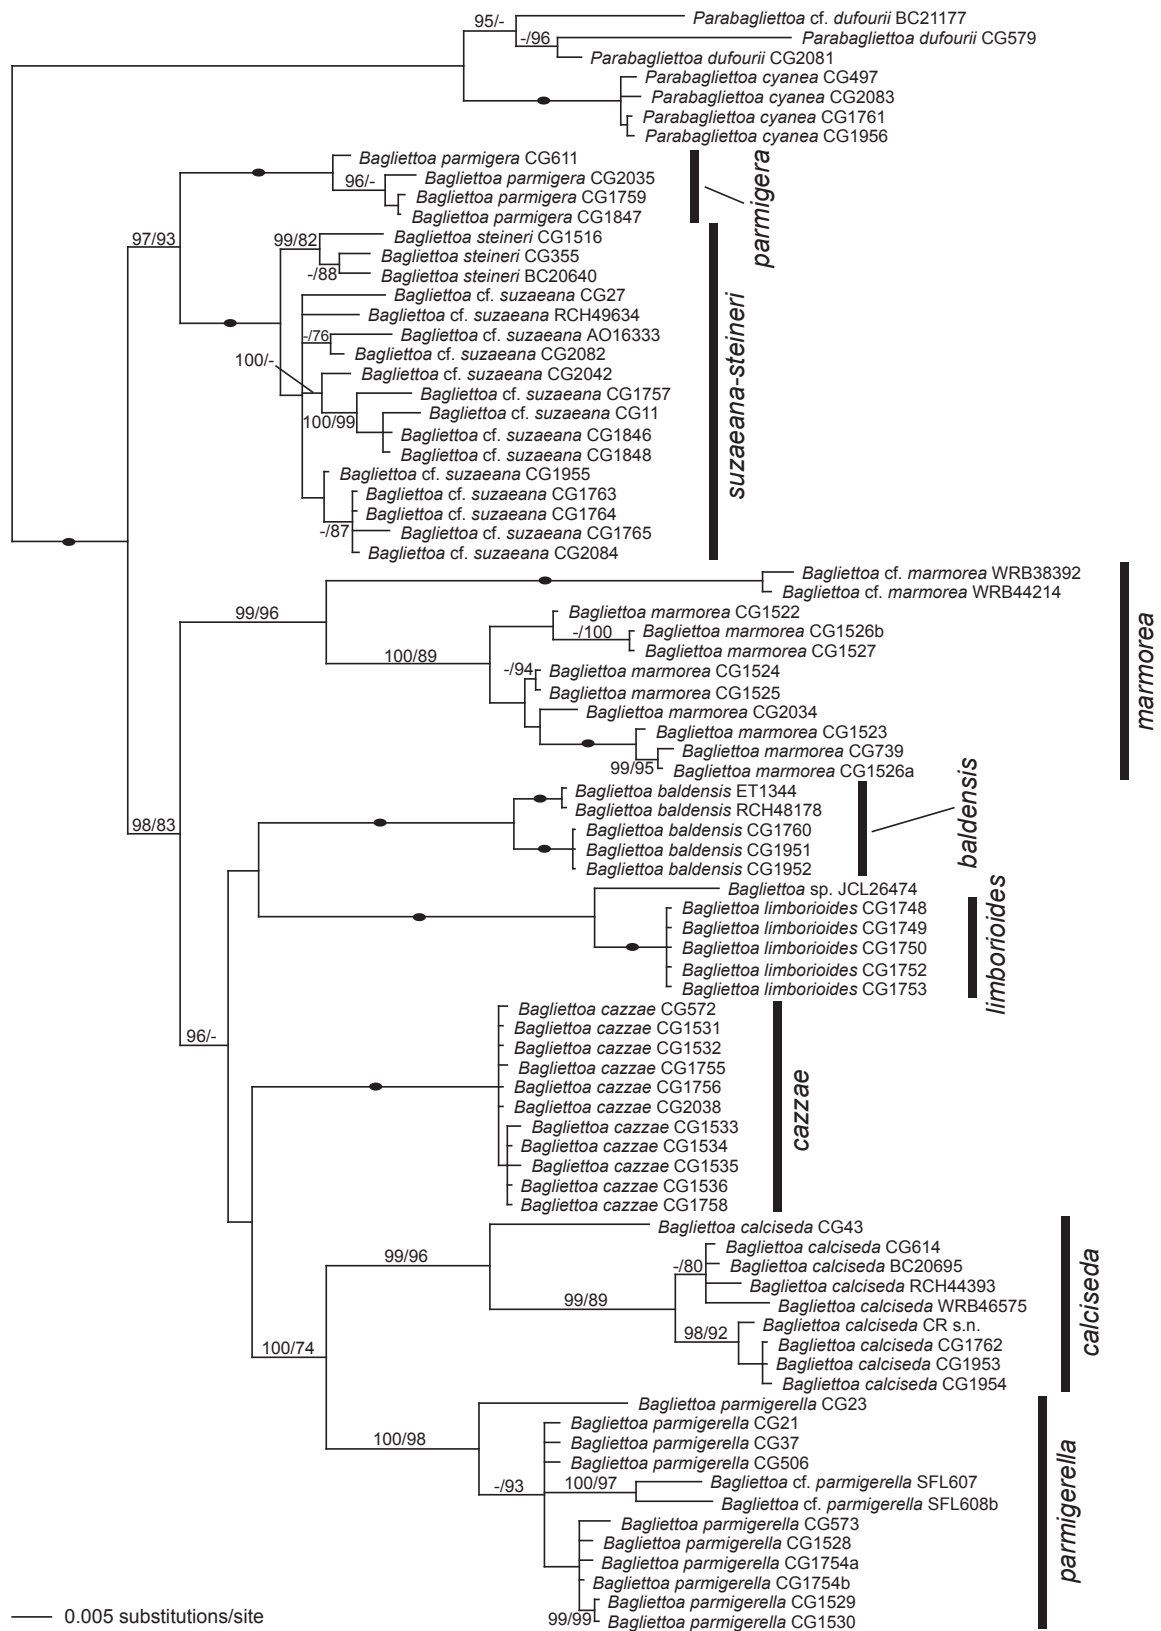 95/-
Parabagliettoa cf. dufourii BC21177
-/96
Parabagliettoa dufourii CG579
Parabagliettoa dufourii CG2081
Parabagliettoa cyanea CG497
Parabagliettoa cyanea CG2083
Parabagliettoa cyanea CG1761
Parabagliettoa cyanea CG1956
Bagliettoa parmigera CG611
96/-
Bagliettoa parmigera CG2035
Bagliettoa parmigera CG1759
Bagliettoa parmigera CG1847
parmigera
97/93
99/82
Bagliettoa steineri CG1516
Bagliettoa steineri CG355
-/88
Bagliettoa steineri BC20640
Bagliettoa cf. suzaeana CG27
Bagliettoa cf. suzaeana RCH49634
-/76
Bagliettoa cf. suzaeana AO16333
Bagliettoa cf. suzaeana CG2082
100/-
Bagliettoa cf. suzaeana CG2042
Bagliettoa cf. suzaeana CG1757
100/99
Bagliettoa cf. suzaeana CG11
Bagliettoa cf. suzaeana CG1846
Bagliettoa cf. suzaeana CG1848
Bagliettoa cf. suzaeana CG1955
Bagliettoa cf. suzaeana CG1763
Bagliettoa cf. suzaeana CG1764
-/87
Bagliettoa cf. suzaeana CG1765
Bagliettoa cf. suzaeana CG2084
suzaeana-steineri
Bagliettoa cf. marmorea WRB38392
Bagliettoa cf. marmorea WRB44214
99/96
Bagliettoa marmorea CG1522
-/100
Bagliettoa marmorea CG1526b
Bagliettoa marmorea CG1527
100/89
-/94
Bagliettoa marmorea CG1524
Bagliettoa marmorea CG1525
Bagliettoa marmorea CG2034
Bagliettoa marmorea CG1523
Bagliettoa marmorea CG739
99/95
Bagliettoa marmorea CG1526a
marmorea
98/83
Bagliettoa baldensis ET1344
Bagliettoa baldensis RCH48178
Bagliettoa baldensis CG1760
Bagliettoa baldensis CG1951
Bagliettoa baldensis CG1952
baldensis
Bagliettoa sp. JCL26474
Bagliettoa limborioides CG1748
Bagliettoa limborioides CG1749
Bagliettoa limborioides CG1750
Bagliettoa limborioides CG1752
Bagliettoa limborioides CG1753
limborioides
96/-
Bagliettoa cazzae CG572
Bagliettoa cazzae CG1531
Bagliettoa cazzae CG1532
Bagliettoa cazzae CG1755
Bagliettoa cazzae CG1756
Bagliettoa cazzae CG2038
Bagliettoa cazzae CG1533
Bagliettoa cazzae CG1534
Bagliettoa cazzae CG1535
Bagliettoa cazzae CG1536
Bagliettoa cazzae CG1758
cazzae
Bagliettoa calciseda CG43
99/96
Bagliettoa calciseda CG614
-/80
Bagliettoa calciseda BC20695
Bagliettoa calciseda RCH44393
99/89
Bagliettoa calciseda WRB46575
Bagliettoa calciseda CR s.n.
98/92
Bagliettoa calciseda CG1762
Bagliettoa calciseda CG1953
Bagliettoa calciseda CG1954
calciseda
100/74
Bagliettoa parmigerella CG23
Bagliettoa parmigerella CG21
100/98
Bagliettoa parmigerella CG37
Bagliettoa parmigerella CG506
-/93
100/97
Bagliettoa cf. parmigerella SFL607
Bagliettoa cf. parmigerella SFL608b
Bagliettoa parmigerella CG573
Bagliettoa parmigerella CG1528
Bagliettoa parmigerella CG1754a
Bagliettoa parmigerella CG1754b
Bagliettoa parmigerella CG1529
99/99
Bagliettoa parmigerella CG1530
parmigerella
0.005 substitutions/site